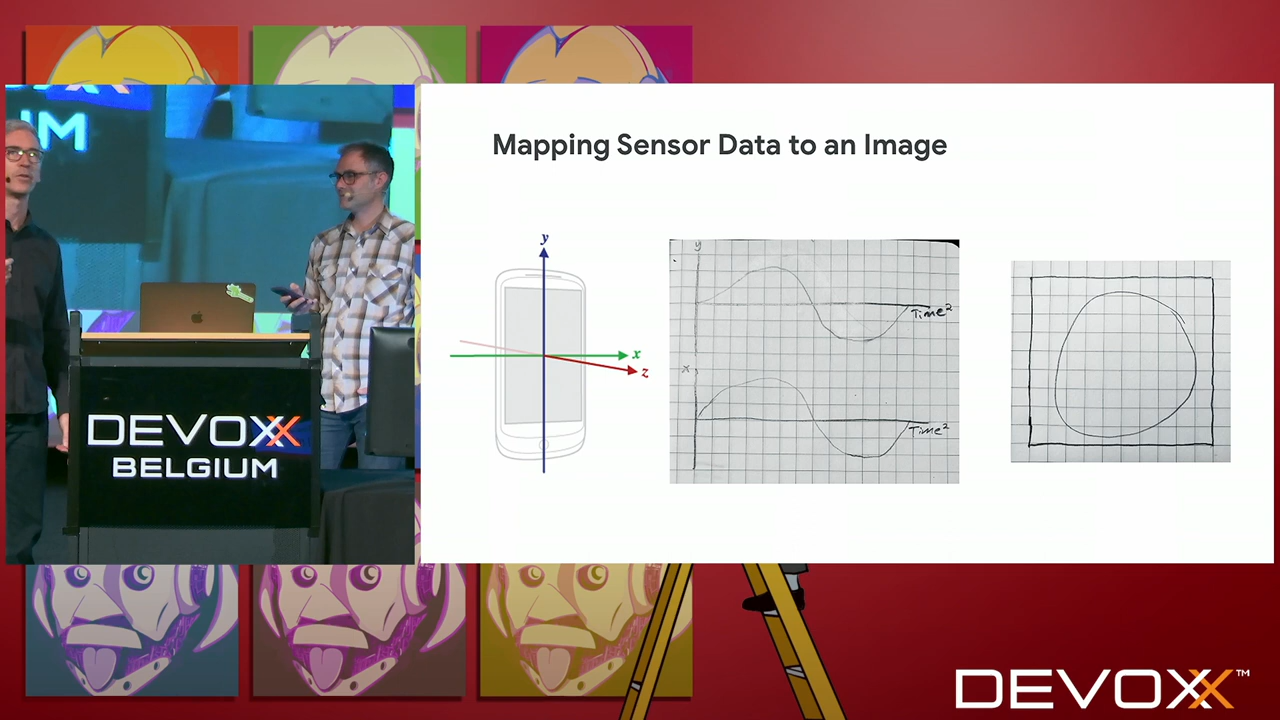 Mapping Sensor Data to an Image
y
x
z
y
Time²
x
Time²
DEVOXX
BELGIUM
DEVOXX™